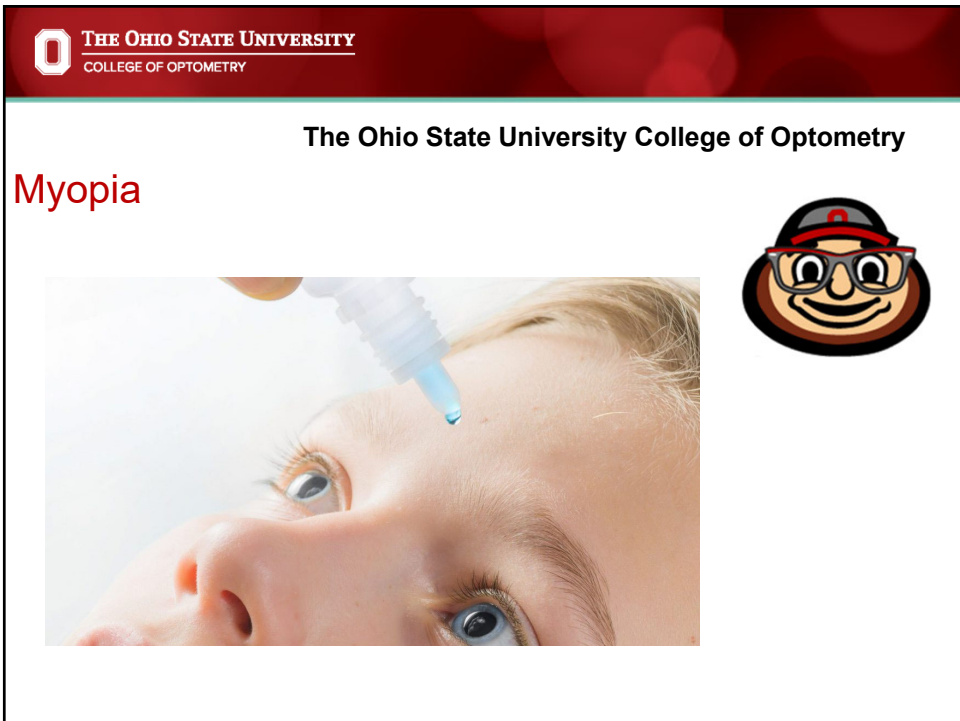 THE OHIO STATE UNIVERSITY
COLLEGE OF OPTOMETRY
The Ohio State University College of Optometry
Myopia